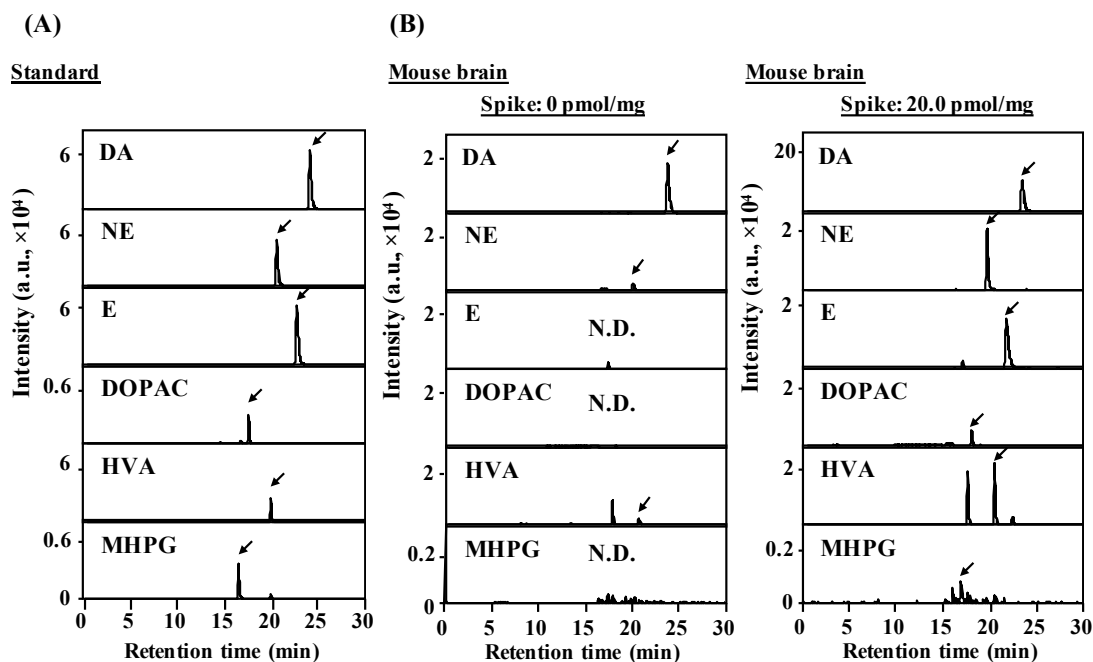 (A)
(B)
Standard
Mouse brain
Mouse brain
Spike: 0 pmol/mg
Spike: 20.0 pmol/mg
Intensity (a.u., ×10⁴)
6
DA
6
NE
6
E
0.6
DOPAC
6
HVA
0.6
MHPG
0
0 5 10 15 20 25 30
Retention time (min)
Intensity (a.u., ×10⁴)
2
DA
2
NE
2
E
N.D.
2
DOPAC
N.D.
2
HVA
0.2
MHPG
N.D.
0
0 5 10 15 20 25 30
Retention time (min)
Intensity (a.u., ×10⁴)
20
DA
2
NE
2
E
2
DOPAC
2
HVA
0.2
MHPG
0
0 5 10 15 20 25 30
Retention time (min)